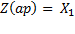 Z(ap) = X₁